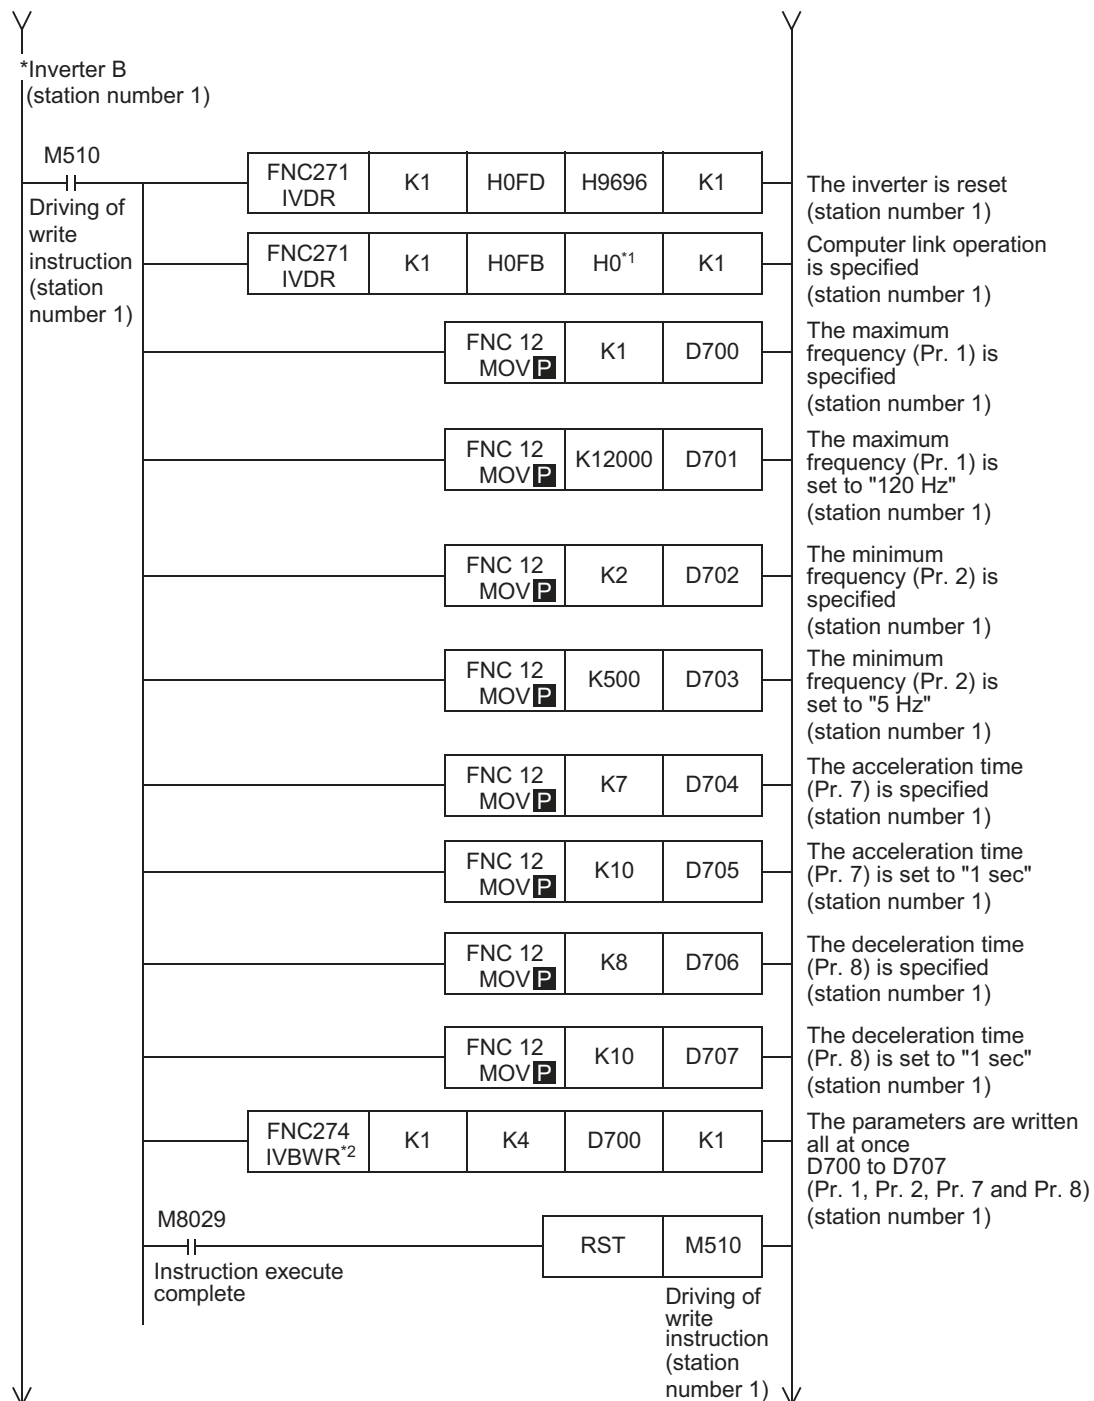 *Inverter B
(station number 1)
M510
Driving of
write
instruction
(station
number 1)
FNC271
IVDR
K1
H0FD
H9696
K1
The inverter is reset
(station number 1)
FNC271
IVDR
K1
H0FB
H0*1
K1
Computer link operation
is specified
(station number 1)
FNC 12
MOV P
K1
D700
The maximum
frequency (Pr. 1) is
specified
(station number 1)
FNC 12
MOV P
K12000
D701
The maximum
frequency (Pr. 1) is
set to "120 Hz"
(station number 1)
FNC 12
MOV P
K2
D702
The minimum
frequency (Pr. 2) is
specified
(station number 1)
FNC 12
MOV P
K500
D703
The minimum
frequency (Pr. 2) is
set to "5 Hz"
(station number 1)
FNC 12
MOV P
K7
D704
The acceleration time
(Pr. 7) is specified
(station number 1)
FNC 12
MOV P
K10
D705
The acceleration time
(Pr. 7) is set to "1 sec"
(station number 1)
FNC 12
MOV P
K8
D706
The deceleration time
(Pr. 8) is specified
(station number 1)
FNC 12
MOV P
K10
D707
The deceleration time
(Pr. 8) is set to "1 sec"
(station number 1)
FNC274
IVBWR*2
K1
K4
D700
K1
The parameters are written
all at once
D700 to D707
(Pr. 1, Pr. 2, Pr. 7 and Pr. 8)
(station number 1)
M8029
Instruction execute
complete
RST
M510
Driving of
write
instruction
(station
number 1)